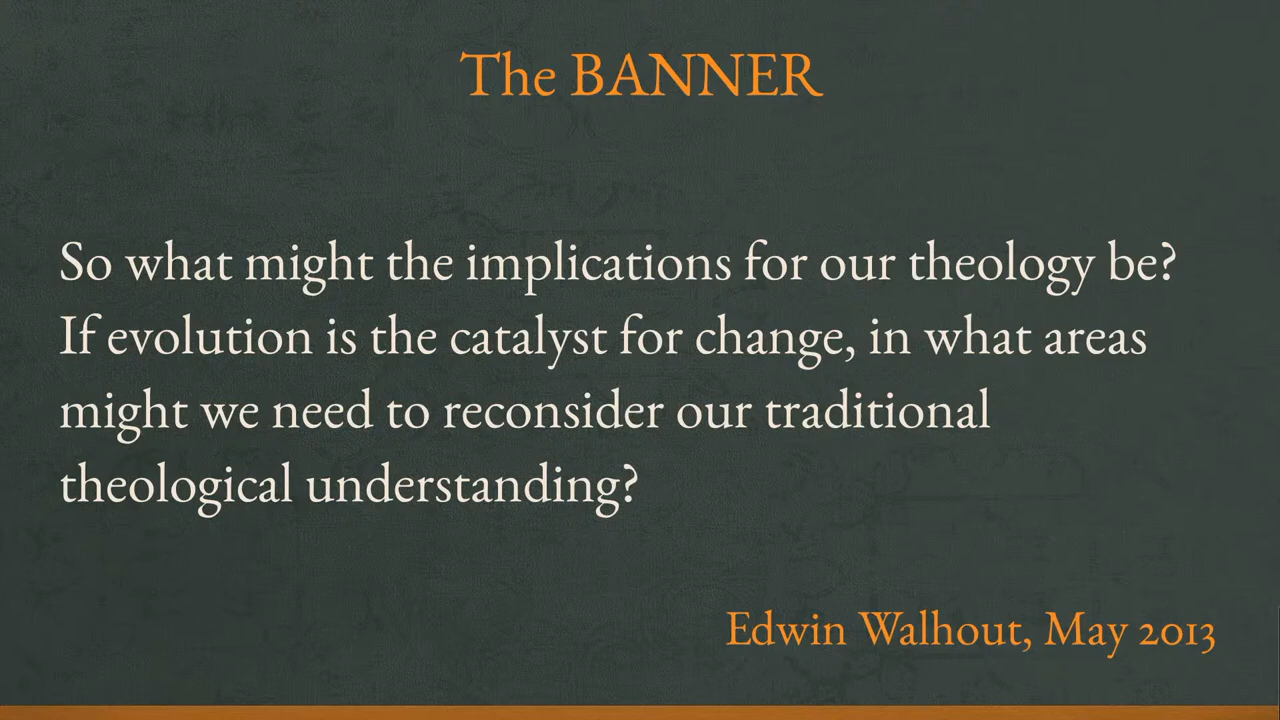 The BANNER
So what might the implications for our theology be?
If evolution is the catalyst for change, in what areas
might we need to reconsider our traditional
theological understanding?
Edwin Walhout, May 2013